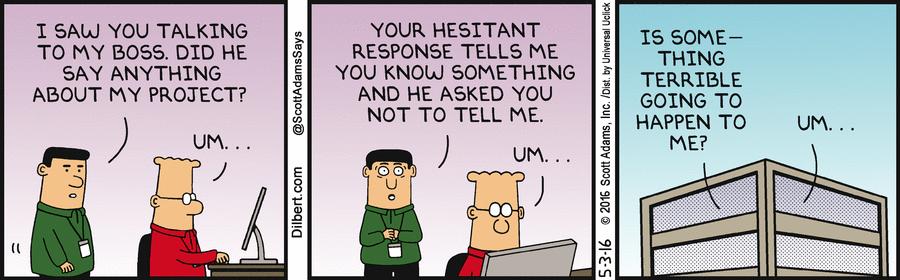 I SAW YOU TALKING
TO MY BOSS. DID HE
SAY ANYTHING
ABOUT MY PROJECT?
UM. . .
Dilbert.com @ScottAdamsSays
YOUR HESITANT
RESPONSE TELLS ME
YOU KNOW SOMETHING
AND HE ASKED YOU
NOT TO TELL ME.
UM. . .
5-3-16 © 2016 Scott Adams, Inc. /Dist. by Universal Uclick
IS SOME–
THING
TERRIBLE
GOING TO
HAPPEN TO
ME?
UM. . .